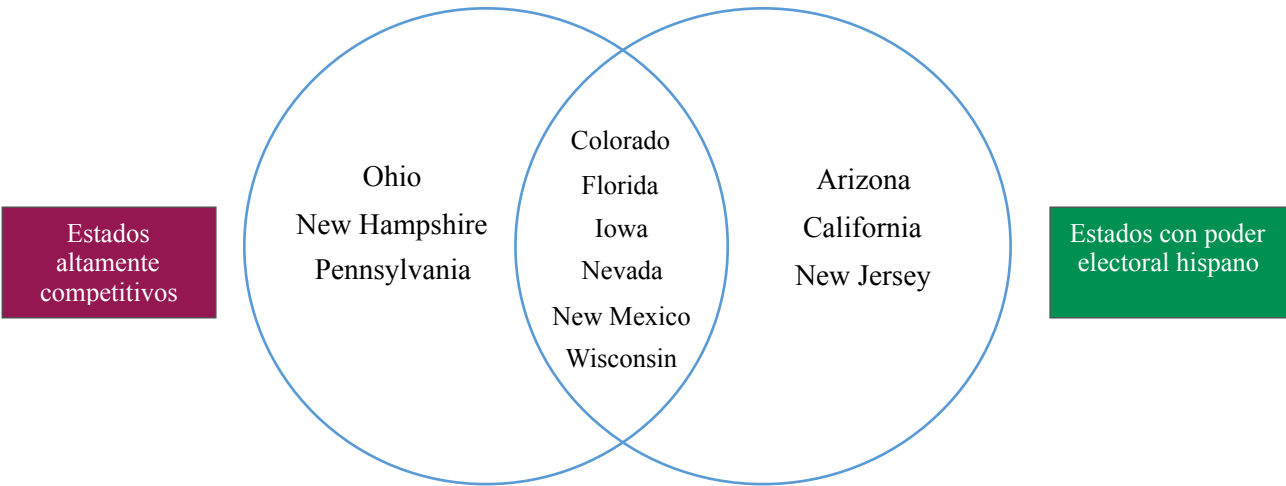 Estados
altamente
competitivos
Ohio
New Hampshire
Pennsylvania
Colorado
Florida
Iowa
Nevada
New Mexico
Wisconsin
Arizona
California
New Jersey
Estados con poder
electoral hispano